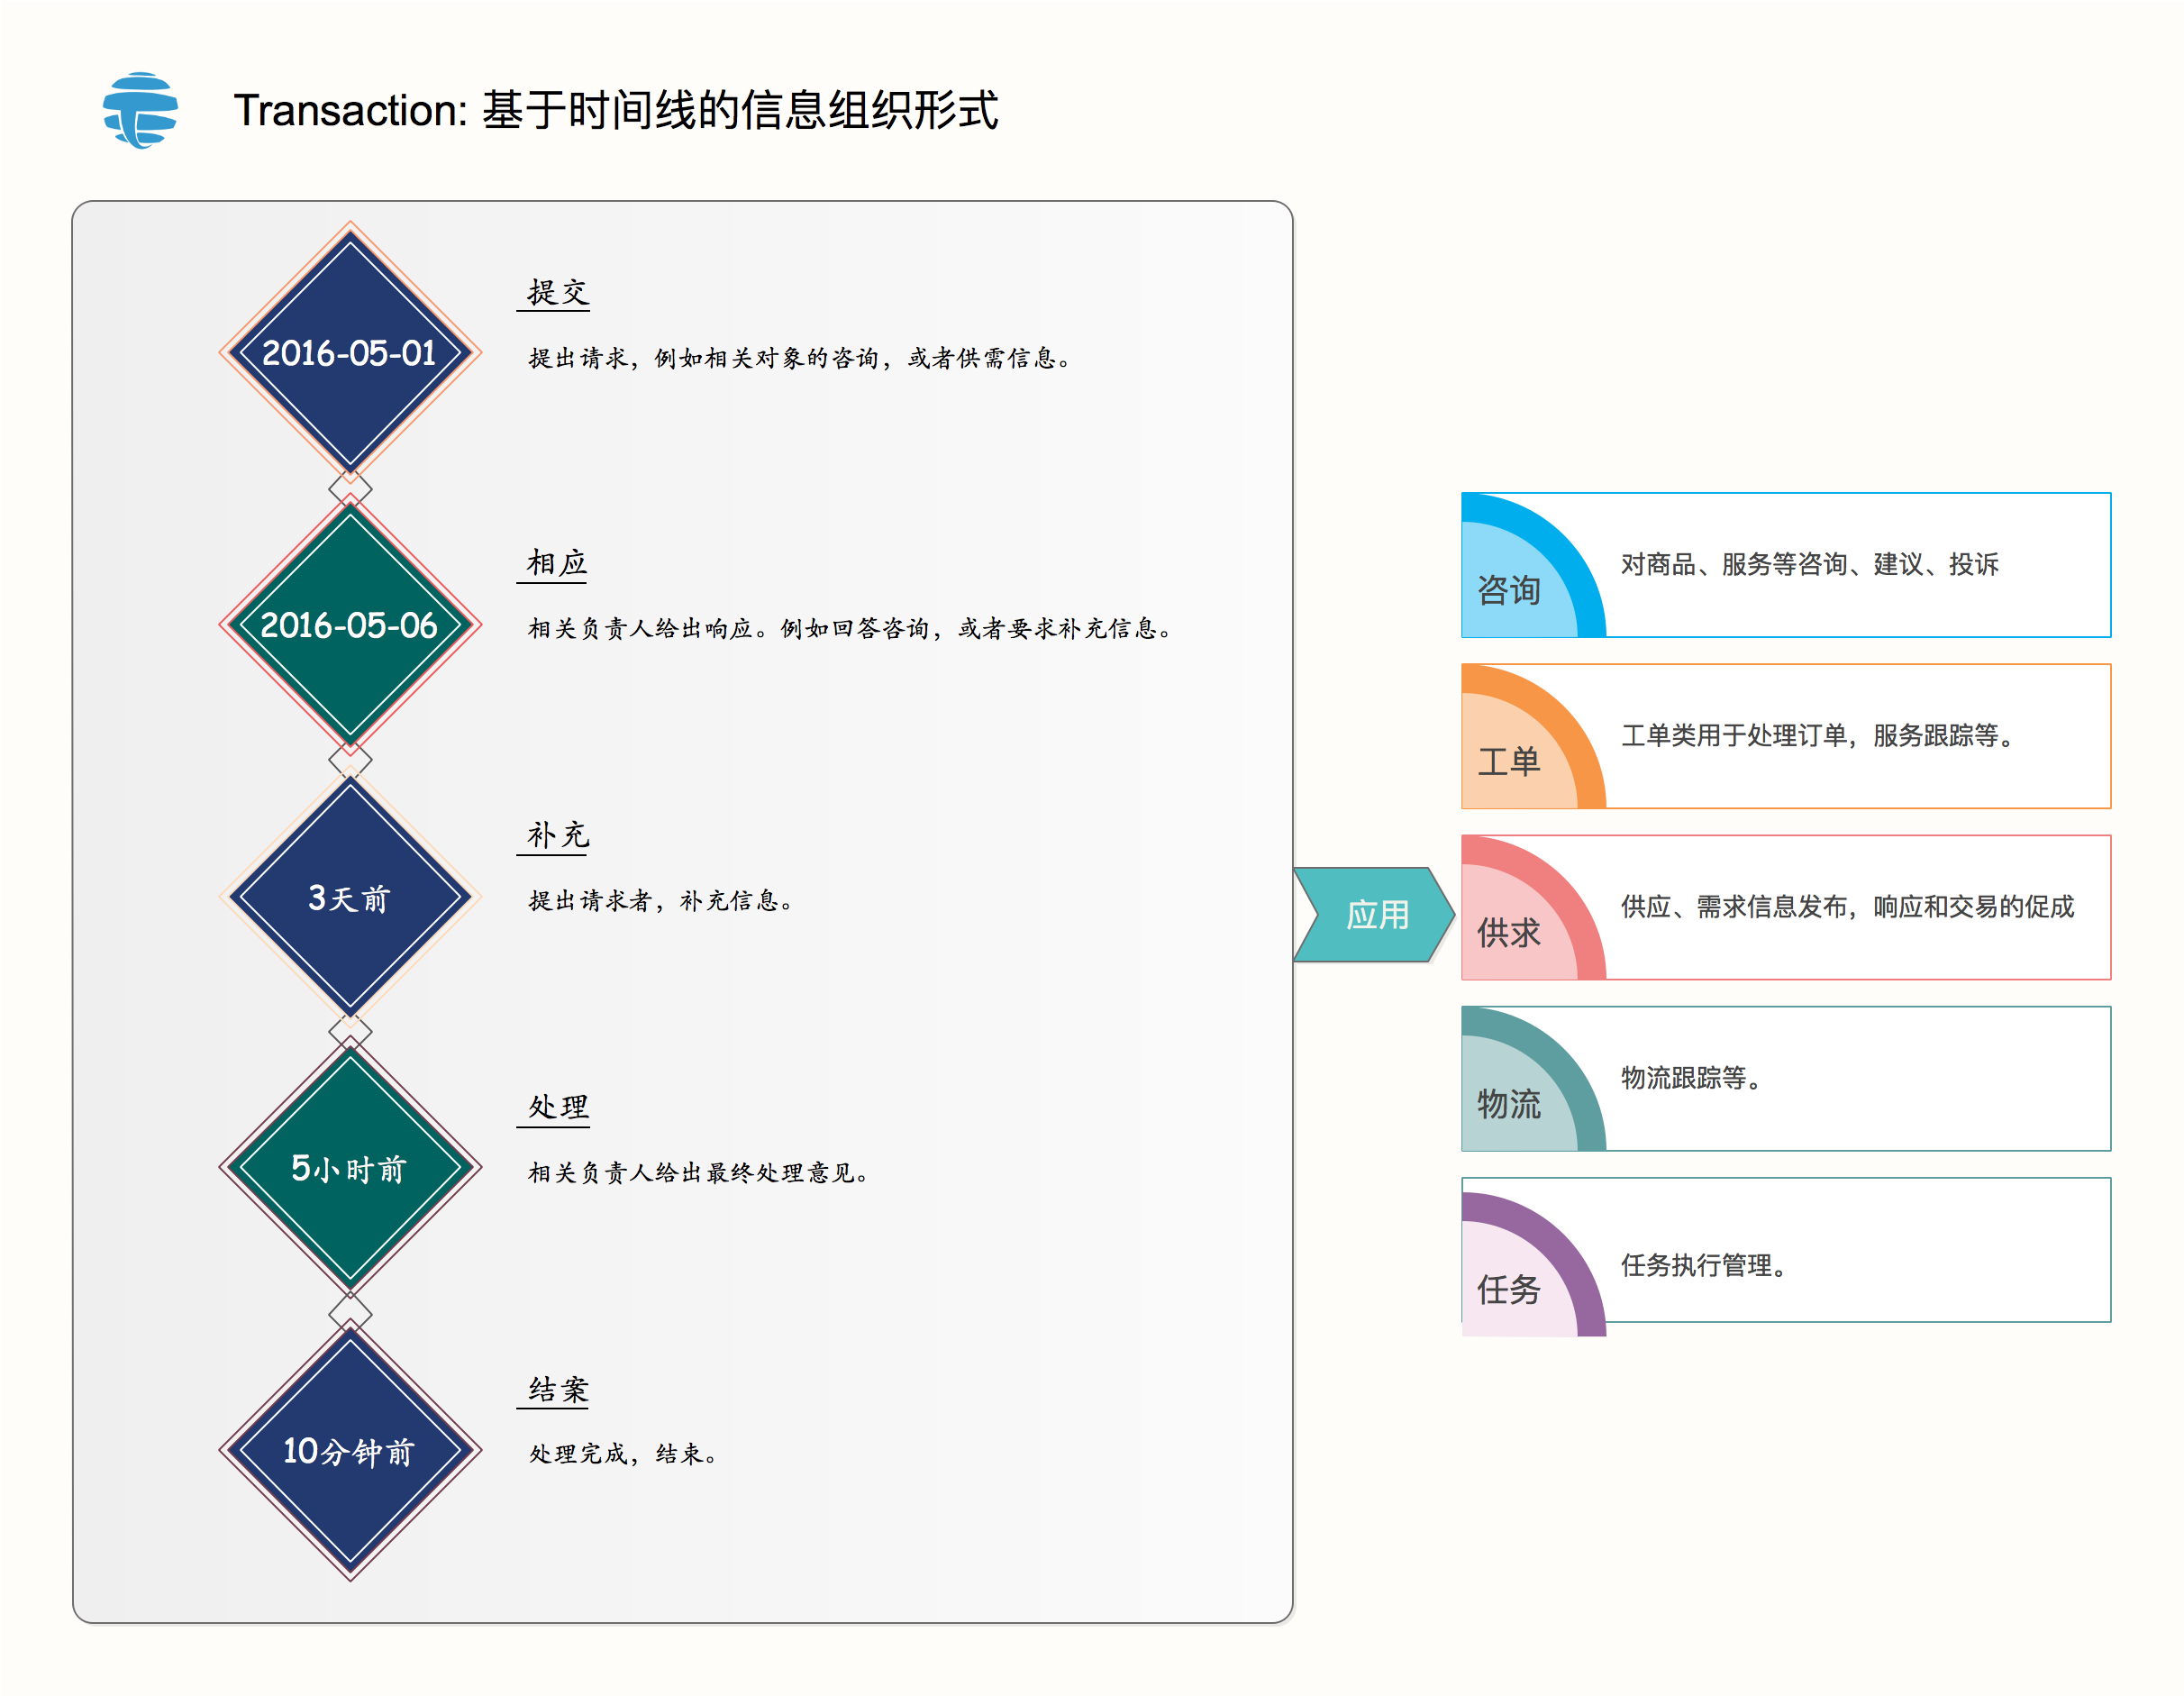 Transaction: 基于时间线的信息组织形式
2016-05-01
提交
提出请求，例如相关对象的咨询，或者供需信息。
2016-05-06
相应
相关负责人给出响应。例如回答咨询，或者要求补充信息。
3天前
补充
提出请求者，补充信息。
5小时前
处理
相关负责人给出最终处理意见。
10分钟前
结案
处理完成，结束。
应用
咨询
对商品、服务等咨询、建议、投诉
工单
工单类用于处理订单，服务跟踪等。
供求
供应、需求信息发布，响应和交易的促成
物流
物流跟踪等。
任务
任务执行管理。